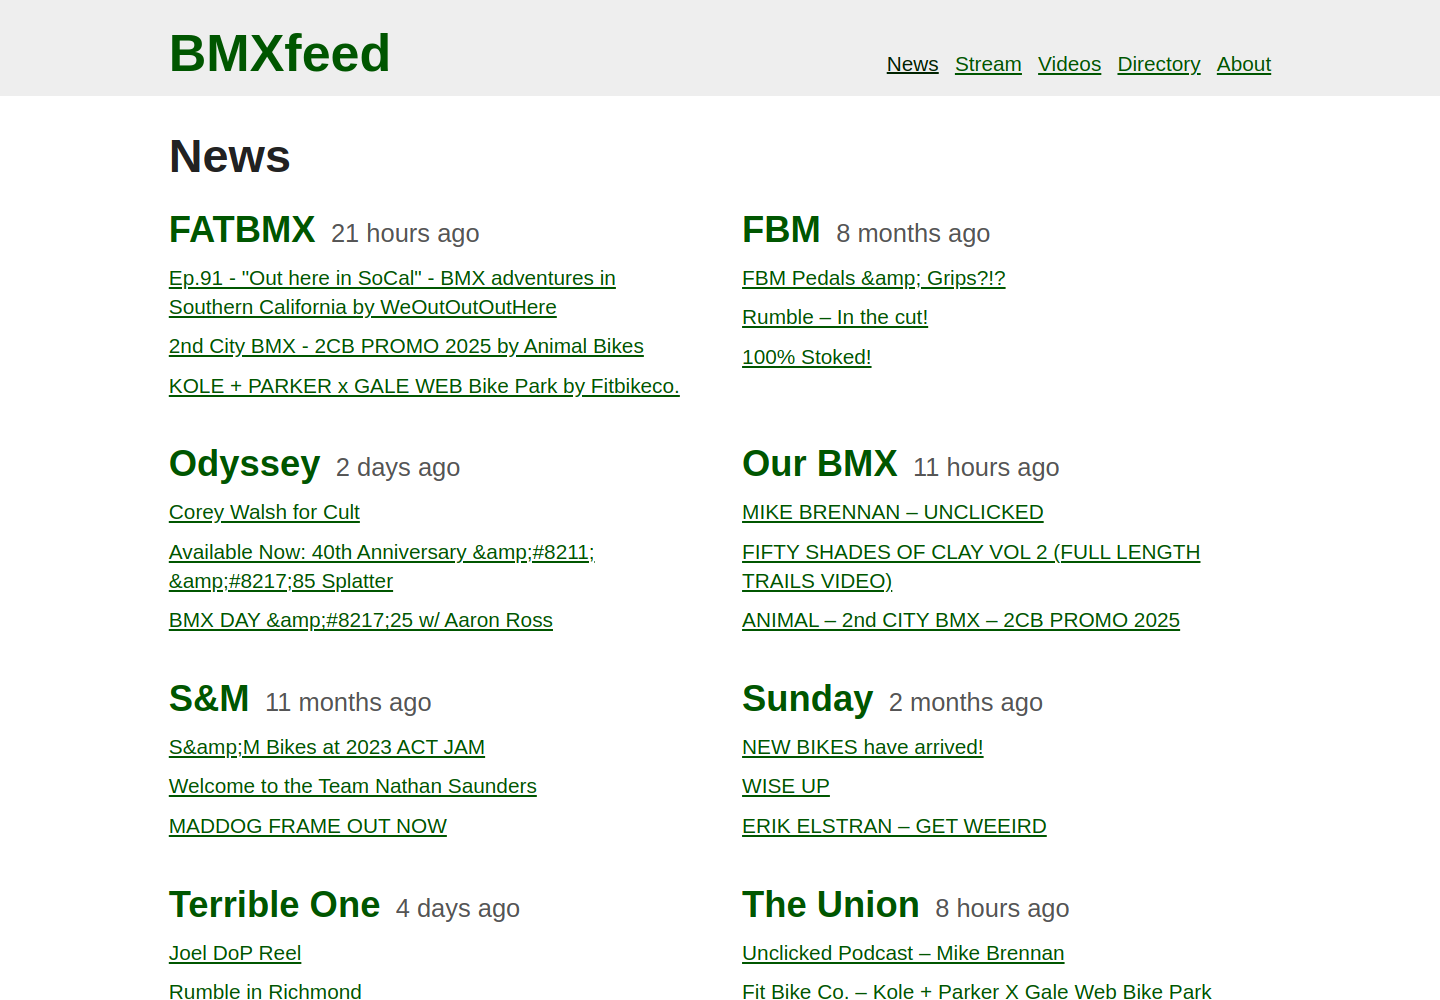 BMXfeed
News Stream Videos Directory About
News
FATBMX 21 hours ago
Ep.91 - "Out here in SoCal" - BMX adventures in
Southern California by WeOutOutOutHere
2nd City BMX - 2CB PROMO 2025 by Animal Bikes
KOLE + PARKER x GALE WEB Bike Park by Fitbikeco.
FBM 8 months ago
FBM Pedals &amp; Grips?!?
Rumble – In the cut!
100% Stoked!
Odyssey 2 days ago
Corey Walsh for Cult
Available Now: 40th Anniversary &amp;#8211;
&amp;#8217;85 Splatter
BMX DAY &amp;#8217;25 w/ Aaron Ross
Our BMX 11 hours ago
MIKE BRENNAN – UNCLICKED
FIFTY SHADES OF CLAY VOL 2 (FULL LENGTH
TRAILS VIDEO)
ANIMAL – 2nd CITY BMX – 2CB PROMO 2025
S&M 11 months ago
S&amp;M Bikes at 2023 ACT JAM
Welcome to the Team Nathan Saunders
MADDOG FRAME OUT NOW
Sunday 2 months ago
NEW BIKES have arrived!
WISE UP
ERIK ELSTRAN – GET WEEIRD
Terrible One 4 days ago
Joel DoP Reel
Rumble in Richmond
The Union 8 hours ago
Unclicked Podcast – Mike Brennan
Fit Bike Co. – Kole + Parker X Gale Web Bike Park